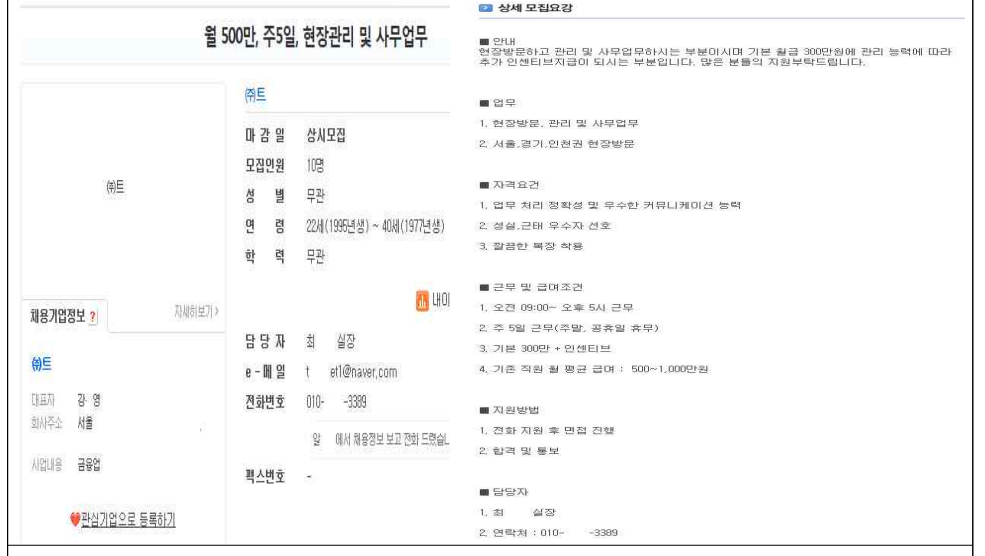 월 500만, 주5일, 현장관리 및 사무업무
㈜트
㈜트
마 감 일 상시모집
모집인원 10명
성 별 무관
연 령 22세(1995년생) ~ 40세(1977년생)
학 력 무관
내이
담 당 자 최 실장
e - 메 일 t et1@naver.com
전화번호 010- -3389
알 에서 채용정보 보고 전화 드렸습니
팩스번호 -
채용기업정보 ? 자세히보기 >
㈜트
대표자 강 영
회사주소 서울
사업내용 금융업
관심기업으로 등록하기
상세 모집요강
■ 안내
현장방문하고 관리 및 사무업무하시는 부분이시며 기본 월급 300만원에 관리 능력에 따라
추가 인센티브지급이 되시는 부분입니다. 많은 분들의 지원부탁드립니다.
■ 업무
1. 현장방문, 관리 및 사무업무
2. 서울,경기,인천권 현장방문
■ 자격요건
1. 업무 처리 정확성 및 우수한 커뮤니케이션 능력
2. 성실,근태 우수자 선호
3. 깔끔한 복장 착용
■ 근무 및 급여조건
1. 오전 09:00~ 오후 5시 근무
2. 주 5일 근무(주말, 공휴일 휴무)
3. 기본 300만 + 인센티브
4. 기존 직원 월 평균 급여 : 500~1,000만원
■ 지원방법
1. 전화 지원 후 면접 진행
2. 합격 및 통보
■ 담당자
1. 최 실장
2. 연락처 : 010- -3389